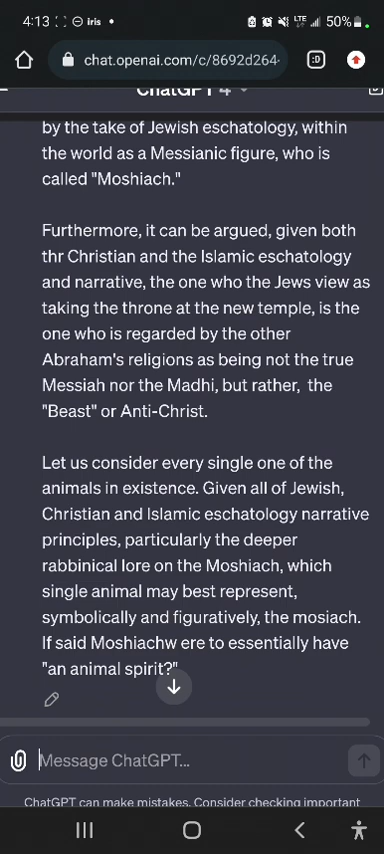 4:13 iris • LTE 50%
chat.openai.com/c/8692d264- :D
ChatGPT 4
by the take of Jewish eschatology, within
the world as a Messianic figure, who is
called "Moshiach."
Furthermore, it can be argued, given both
thr Christian and the Islamic eschatology
and narrative, the one who the Jews view as
taking the throne at the new temple, is the
one who is regarded by the other
Abraham's religions as being not the true
Messiah nor the Madhi, but rather, the
"Beast" or Anti-Christ.
Let us consider every single one of the
animals in existence. Given all of Jewish,
Christian and Islamic eschatology narrative
principles, particularly the deeper
rabbinical lore on the Moshiach, which
single animal may best represent,
symbolically and figuratively, the mosiach.
If said Moshiachw ere to essentially have
"an animal spirit?"
Message ChatGPT...
ChatGPT can make mistakes. Consider checking important